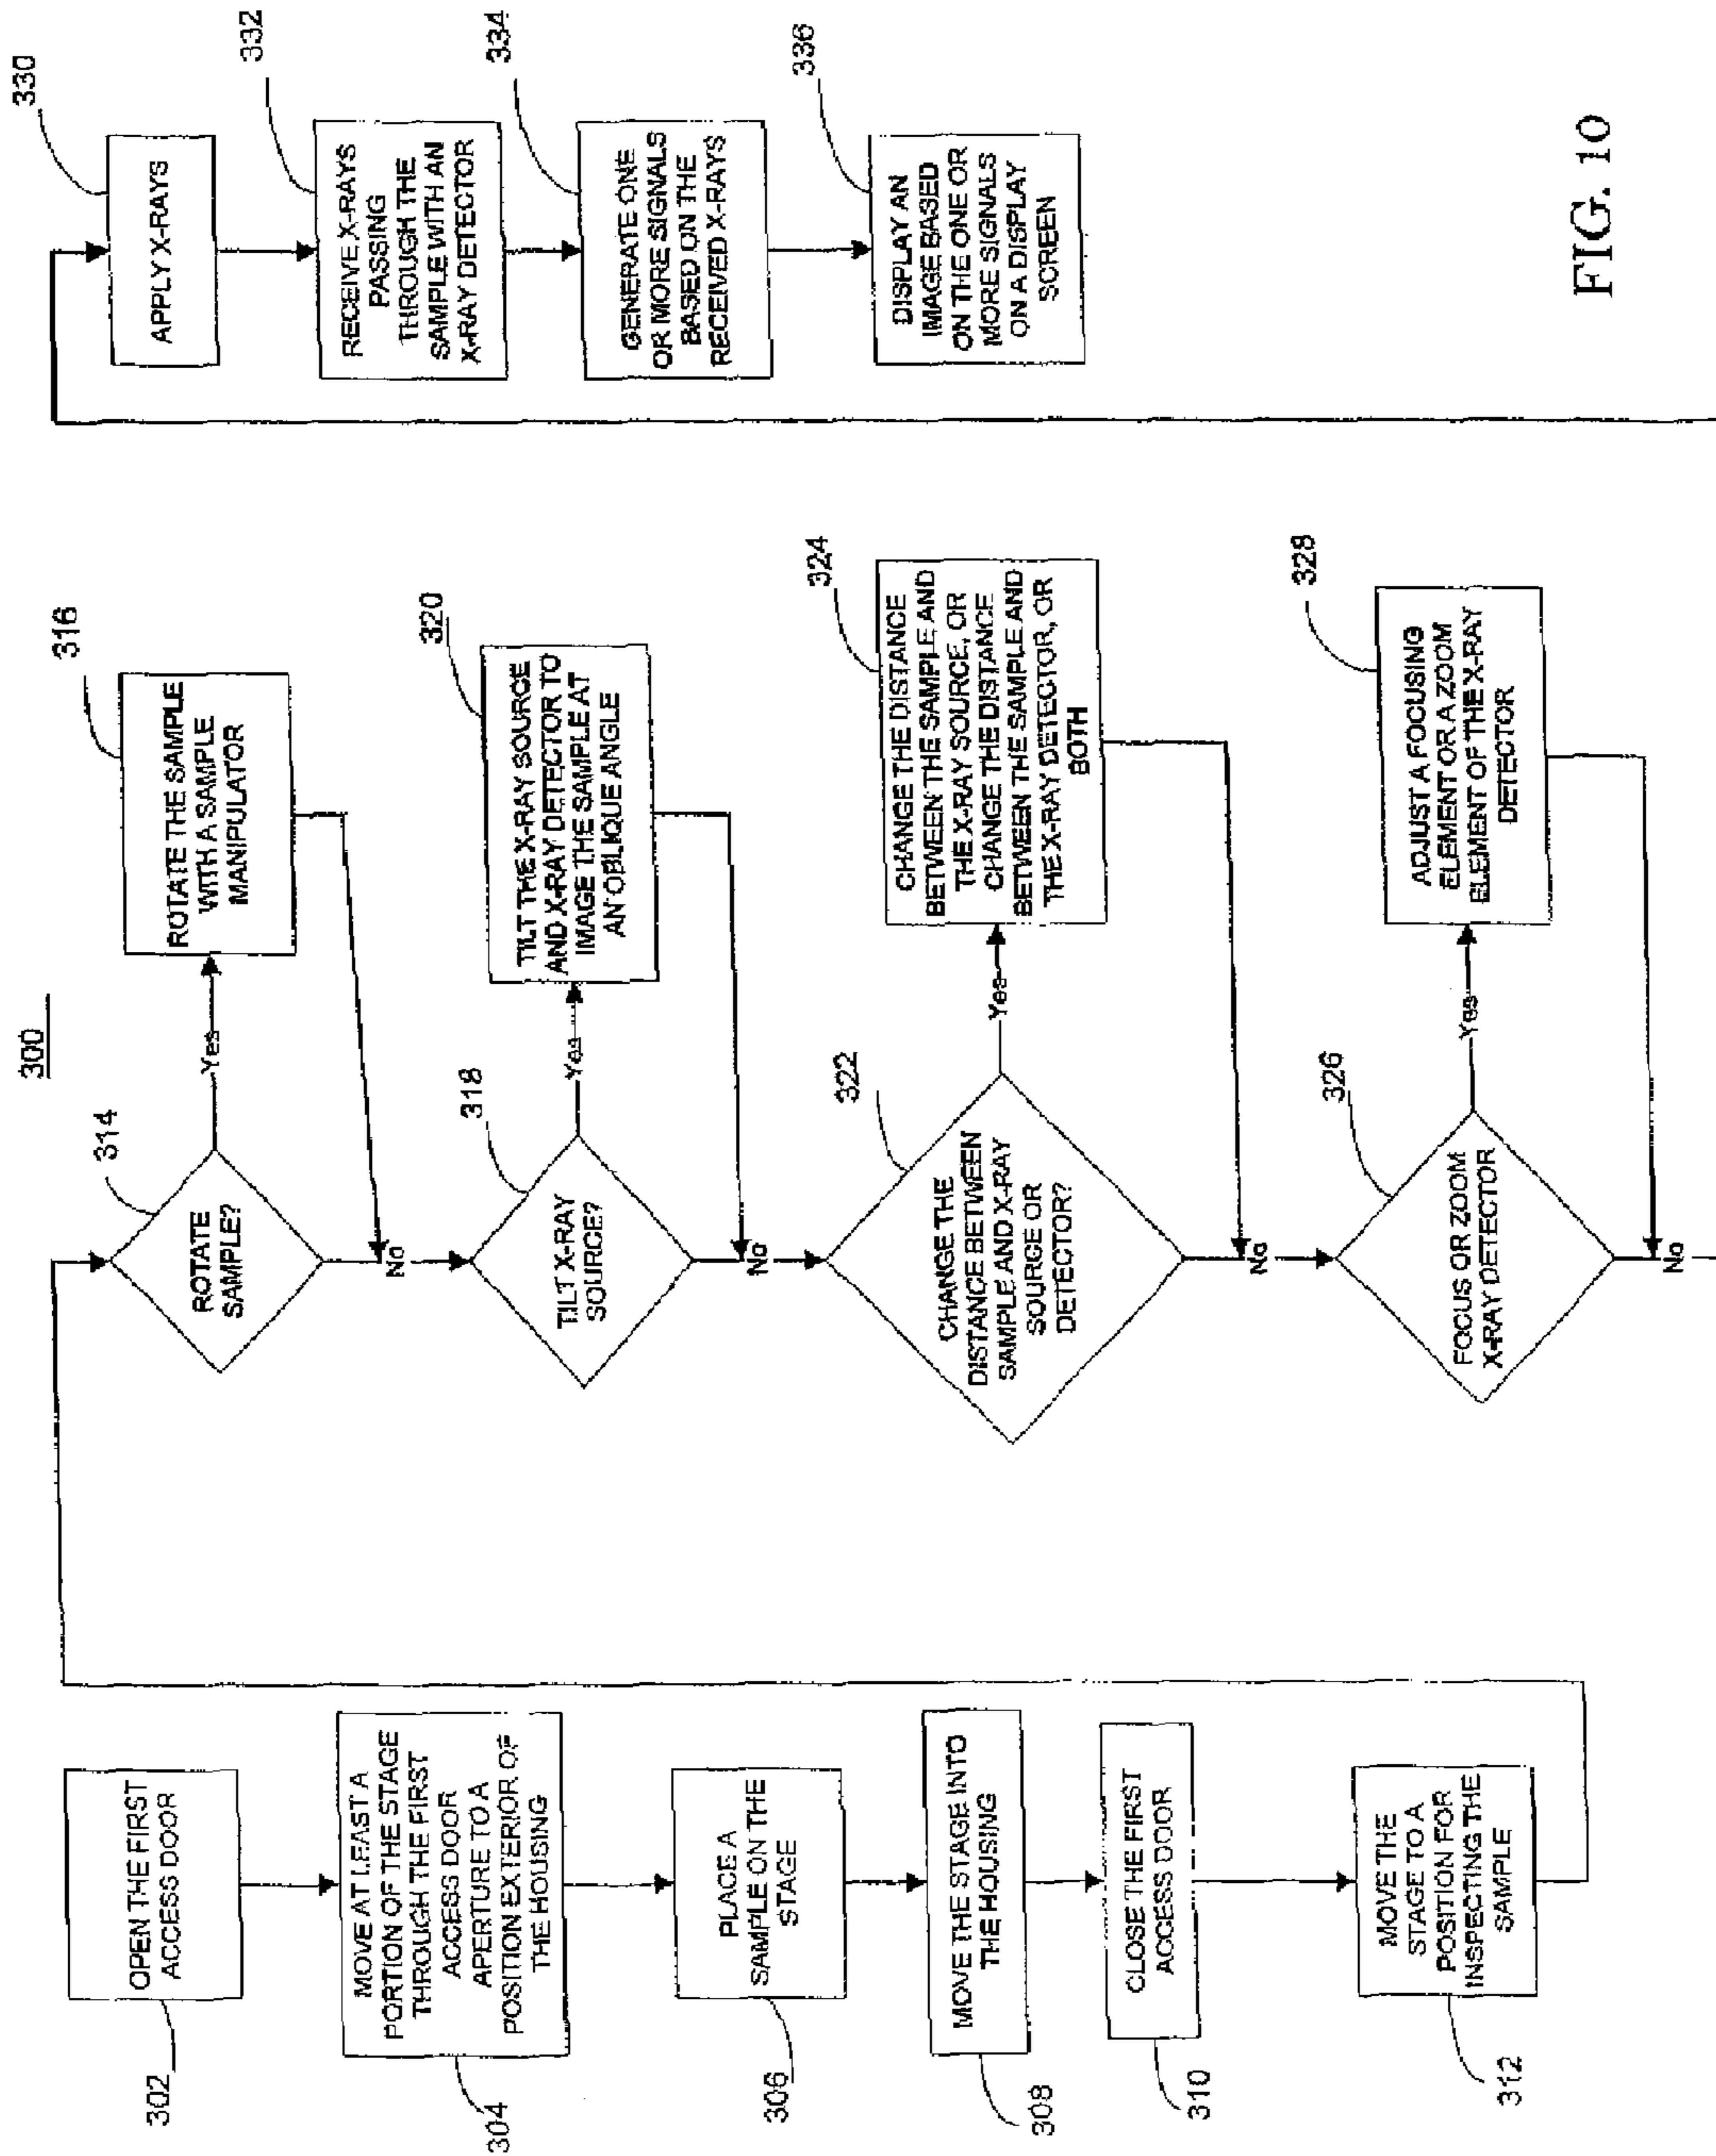 300
302
OPEN THE FIRST
ACCESS DOOR
304
MOVE AT LEAST A
PORTION OF THE STAGE
THROUGH THE FIRST
ACCESS DOOR
APERTURE TO A
POSITION EXTERIOR OF
THE HOUSING
306
PLACE A
SAMPLE ON THE
STAGE
308
MOVE THE STAGE INTO
THE HOUSING
310
CLOSE THE FIRST
ACCESS DOOR
312
MOVE THE
STAGE TO A
POSITION FOR
INSPECTING THE
SAMPLE
314
ROTATE
SAMPLE?
Yes
No
316
ROTATE THE SAMPLE
WITH A SAMPLE
MANIPULATOR
318
TILT X-RAY
SOURCE?
Yes
No
320
TILT THE X-RAY SOURCE
AND X-RAY DETECTOR TO
IMAGE THE SAMPLE AT
AN OBLIQUE ANGLE
322
CHANGE THE
DISTANCE BETWEEN
SAMPLE AND X-RAY
SOURCE OR
DETECTOR?
Yes
No
324
CHANGE THE DISTANCE
BETWEEN THE SAMPLE AND
THE X-RAY SOURCE, OR
CHANGE THE DISTANCE
BETWEEN THE SAMPLE AND
THE X-RAY DETECTOR, OR
BOTH
326
FOCUS OR ZOOM
X-RAY DETECTOR
Yes
No
328
ADJUST A FOCUSING
ELEMENT OR A ZOOM
ELEMENT OF THE X-RAY
DETECTOR
330
APPLY X-RAYS
332
RECEIVE X-RAYS
PASSING
THROUGH THE
SAMPLE WITH AN
X-RAY DETECTOR
334
GENERATE ONE
OR MORE SIGNALS
BASED ON THE
RECEIVED X-RAYS
336
DISPLAY AN
IMAGE BASED
ON THE ONE OR
MORE SIGNALS
ON A DISPLAY
SCREEN
FIG. 10